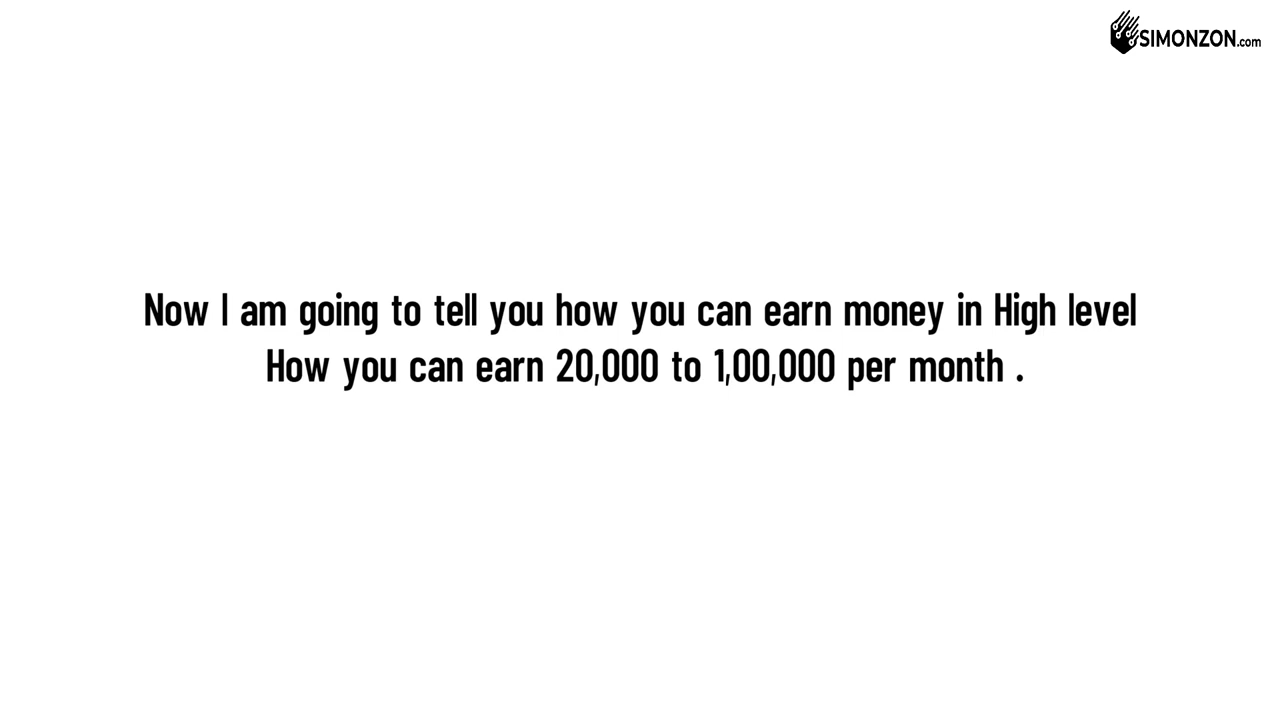 SIMONZON.com
Now I am going to tell you how you can earn money in High level
How you can earn 20,000 to 1,00,000 per month .